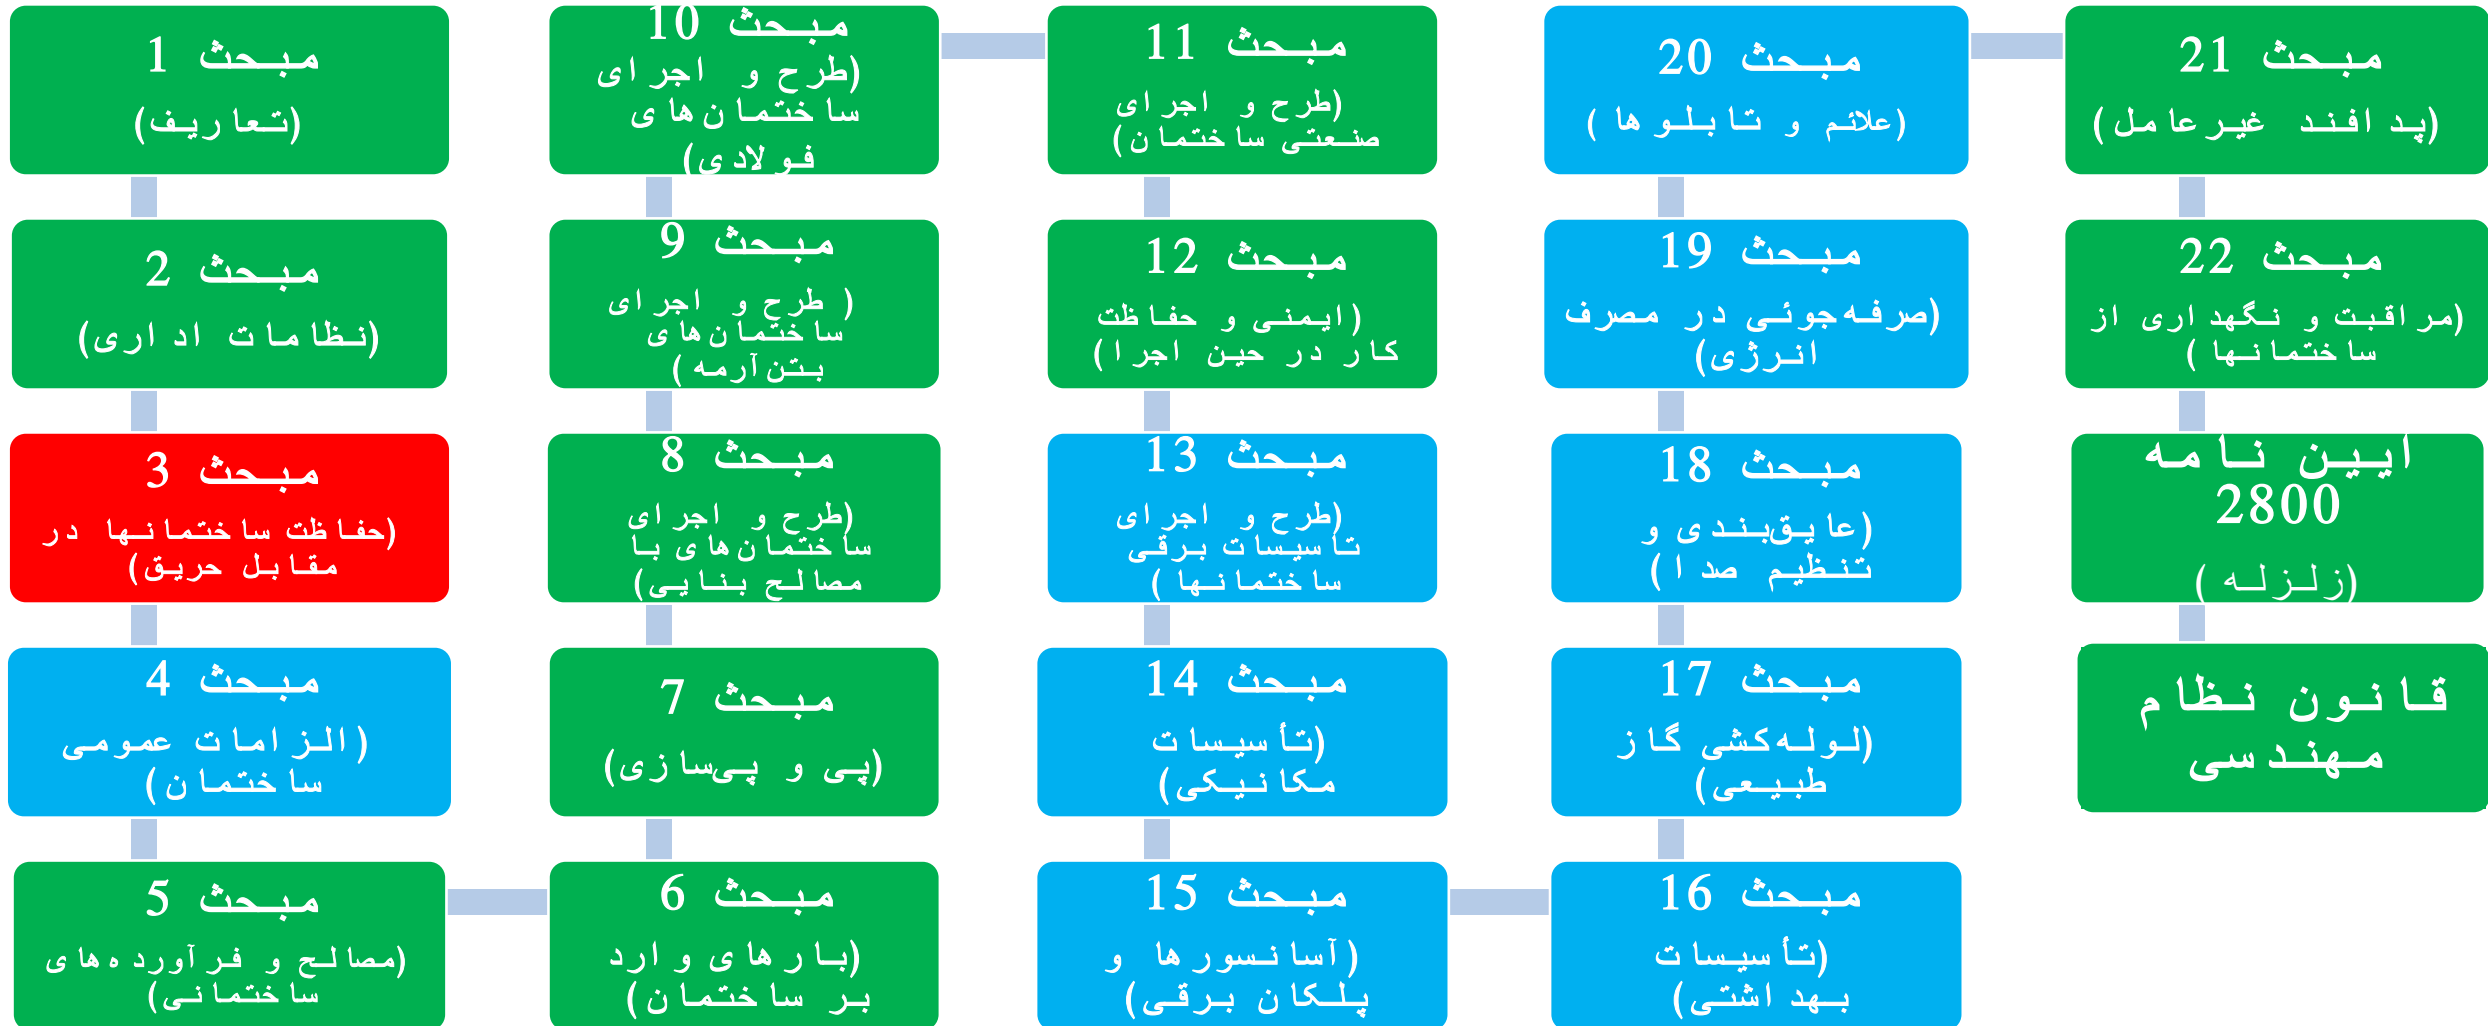 مبحث 1
(تعاریف)
مبحث 2
(نظامات اداری)
مبحث 3
(حفاظت ساختمانها در
مقابل حریق)
مبحث 4
(الزامات عمومی
ساختمان)
مبحث 5
(مصالح و فرآورده‌های
ساختمانی)
مبحث 6
(بارهای وارد
بر ساختمان)
مبحث 7
(پی و پی‌سازی)
مبحث 8
(طرح و اجرای
ساختمان‌های با
مصالح بنایی)
مبحث 9
( طرح و اجرای
ساختمان‌های
بتن‌آرمه)
مبحث 10
(طرح و اجرای
ساختمان‌های
فولادی)
مبحث 11
(طرح و اجرای
صنعتی ساختمان)
مبحث 12
(ایمنی و حفاظت
کار در حین اجرا)
مبحث 13
(طرح و اجرای
تاسیسات برقی
ساختمانها)
مبحث 14
(تأسیسات
مکانیکی)
مبحث 15
(آسانسورها و
پلکان برقی)
مبحث 16
(تأسیسات
بهداشتی)
مبحث 17
(لوله‌کشی گاز
طبیعی)
مبحث 18
(عایق‌بندی و
تنظیم صدا)
مبحث 19
(صرفه‌جوئی در مصرف
انرژی)
مبحث 20
(علائم و تابلوها)
مبحث 21
(پدافند غیرعامل)
مبحث 22
(مراقبت و نگهداری از
ساختمانها)
ایین نامه
2800
(زلزله)
قانون نظام
مهندسی